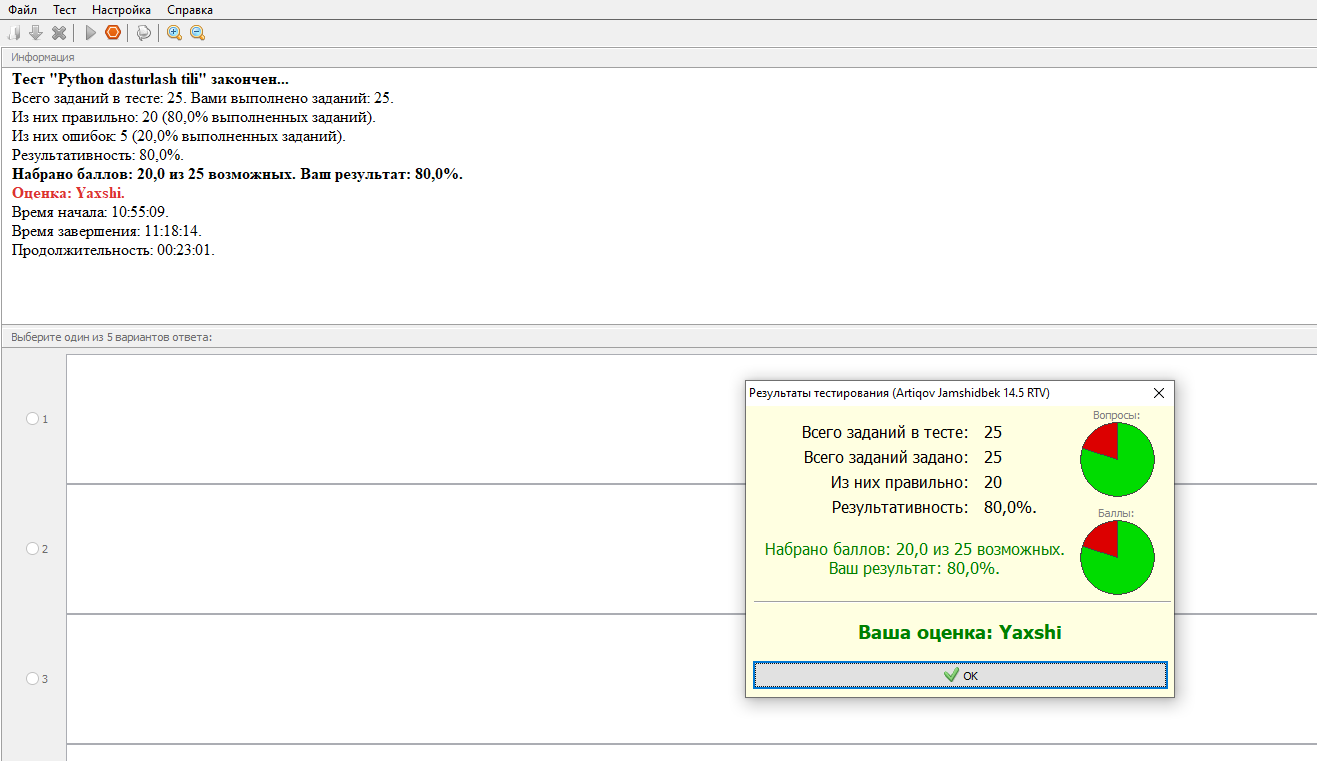 Файл Тест Настройка Справка
Информация
Тест "Python dasturlash tili" закончен...
Всего заданий в тесте: 25. Вами выполнено заданий: 25.
Из них правильно: 20 (80,0% выполненных заданий).
Из них ошибок: 5 (20,0% выполненных заданий).
Результативность: 80,0%.
Набрано баллов: 20,0 из 25 возможных. Ваш результат: 80,0%.
Оценка: Yaxshi.
Время начала: 10:55:09.
Время завершения: 11:18:14.
Продолжительность: 00:23:01.
Выберите один из 5 вариантов ответа:
1
2
3
Результаты тестирования (Artiqov Jamshidbek 14.5 RTV)
Вопросы:
Всего заданий в тесте: 25
Всего заданий задано: 25
Из них правильно: 20
Результативность: 80,0%.
Баллы:
Набрано баллов: 20,0 из 25 возможных.
Ваш результат: 80,0%.
Ваша оценка: Yaxshi
OK